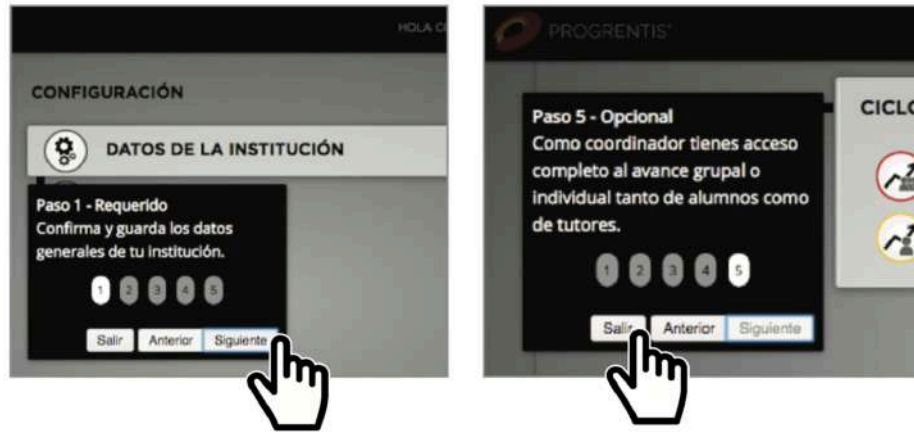 HOLA
CONFIGURACIÓN
DATOS DE LA INSTITUCIÓN
Paso 1 - Requerido
Confirma y guarda los datos
generales de tu institución.
1 2 3 4 5
Salir Anterior Siguiente
PROGRENTIS
Paso 5 - Opcional
Como coordinador tienes acceso
completo al avance grupal o
individual tanto de alumnos como
de tutores.
1 2 3 4 5
Salir Anterior Siguiente
CICLO